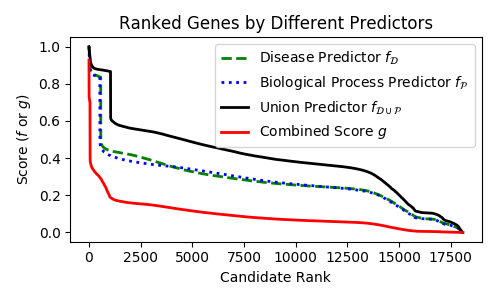 Ranked Genes by Different Predictors
Score (f or g)
1.0
0.8
0.6
0.4
0.2
0.0
Disease Predictor f_𝒟
Biological Process Predictor f_𝒫
Union Predictor f_𝒟∪𝒫
Combined Score g
0 2500 5000 7500 10000 12500 15000 17500
Candidate Rank